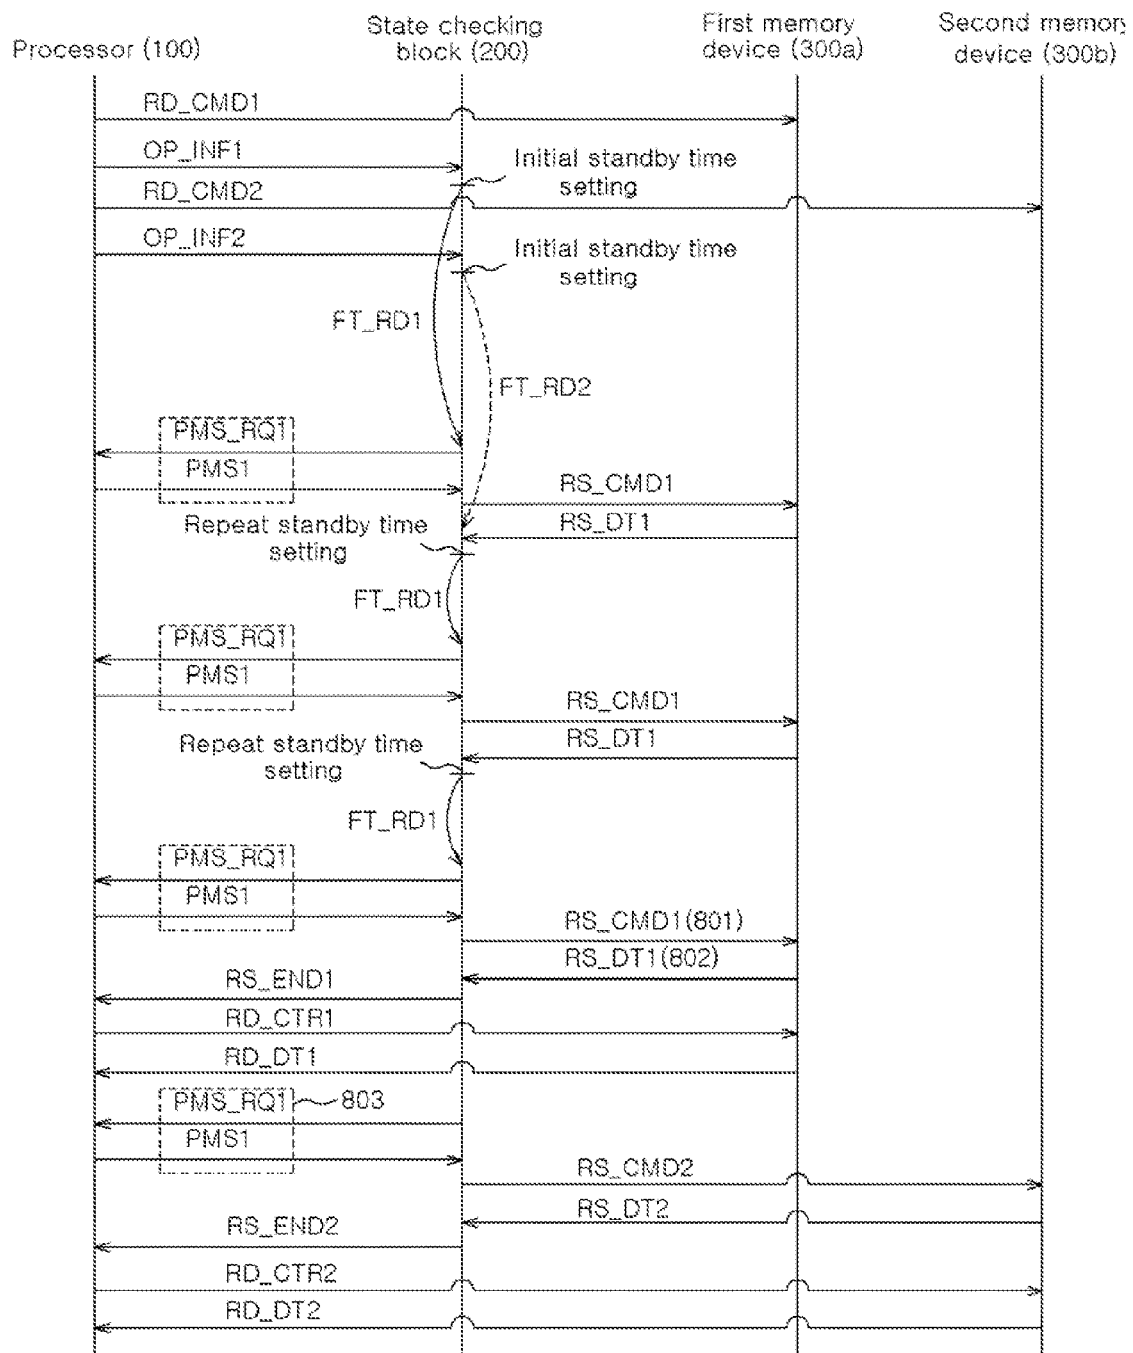 Processor (100)
State checking
block (200)
First memory
device (300a)
Second memory
device (300b)
RD_CMD1
OP_INF1
Initial standby time
setting
RD_CMD2
OP_INF2
Initial standby time
setting
FT_RD1
FT_RD2
PMS_RQ1
PMS1
RS_CMD1
RS_DT1
Repeat standby time
setting
FT_RD1
PMS_RQ1
PMS1
RS_CMD1
RS_DT1
Repeat standby time
setting
FT_RD1
PMS_RQ1
PMS1
RS_CMD1(801)
RS_DT1(802)
RS_END1
RD_CTR1
RD_DT1
PMS_RQ1 803
PMS1
RS_CMD2
RS_DT2
RS_END2
RD_CTR2
RD_DT2